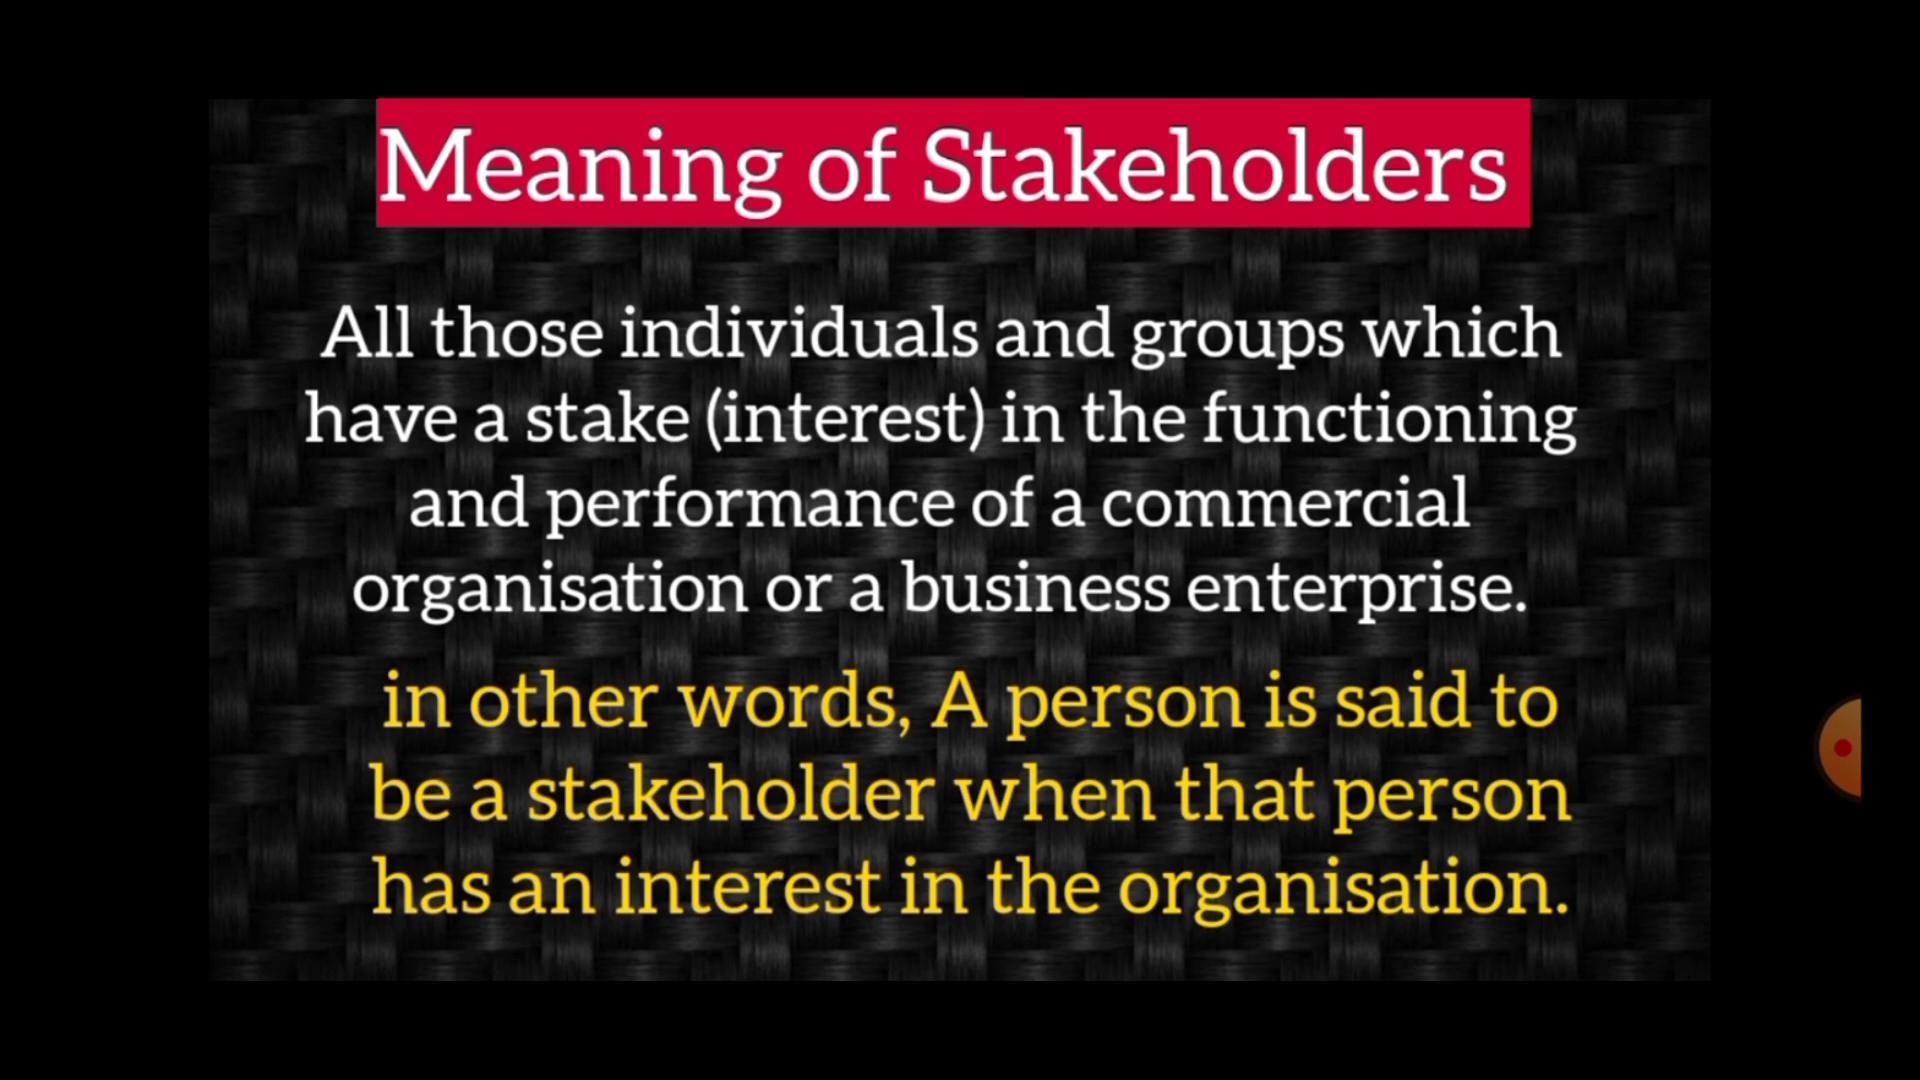 Meaning of Stakeholders
All those individuals and groups which
have a stake (interest) in the functioning
and performance of a commercial
organisation or a business enterprise.
in other words, A person is said to
be a stakeholder when that person
has an interest in the organisation.